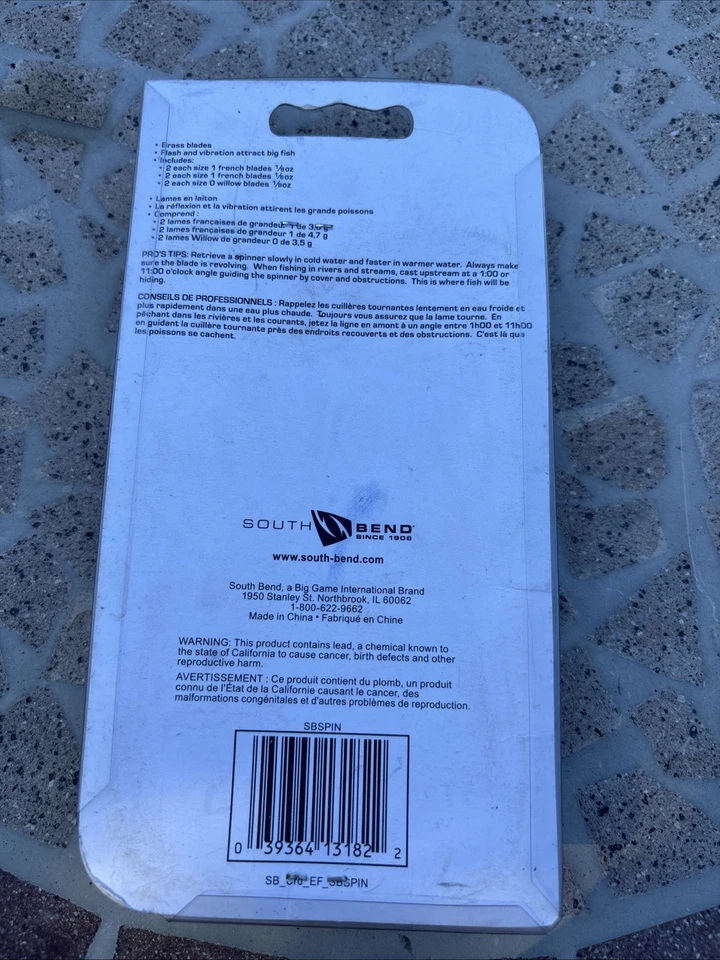 • Brass blades
• Flash and vibration attract big fish
• Includes:
• 2 each size 1 french blades 1/8oz
• 2 each size 1 french blades 1/6oz
• 2 each size 0 willow blades 1/8oz
• Lames en laiton
• La réflexion et la vibration attirent les grands poissons
• Comprend :
• 2 lames françaises de grandeur 1 de 3,5 g
• 2 lames françaises de grandeur 1 de 4,7 g
• 2 lames Willow de grandeur 0 de 3,5 g
PRO'S TIPS: Retrieve a spinner slowly in cold water and faster in warmer water. Always make
sure the blade is revolving. When fishing in rivers and streams, cast upstream at a 1:00 or
11:00 o'clock angle guiding the spinner by cover and obstructions. This is where fish will be
hiding.
CONSEILS DE PROFESSIONNELS : Rappelez les cuillères tournantes lentement en eau froide et
plus rapidement dans une eau plus chaude. Toujours vous assurez que la lame tourne. En
pêchant dans les rivières et les courants, jetez la ligne en amont à un angle entre 1h00 et 11h00
en guidant la cuillère tournante près des endroits recouverts et des obstructions. C'est là que
les poissons se cachent.
SOUTH BEND
SINCE 1906
www.south-bend.com
South Bend, a Big Game International Brand
1950 Stanley St. Northbrook, IL 60062
1-800-622-9662
Made in China • Fabriqué en Chine
WARNING: This product contains lead, a chemical known to
the state of California to cause cancer, birth defects and other
reproductive harm.
AVERTISSEMENT : Ce produit contient du plomb, un produit
connu de l'État de la Californie causant le cancer, des
malformations congénitales et d'autres problèmes de reproduction.
SBSPIN
0 39364 13182 2
EF_SBSPIN